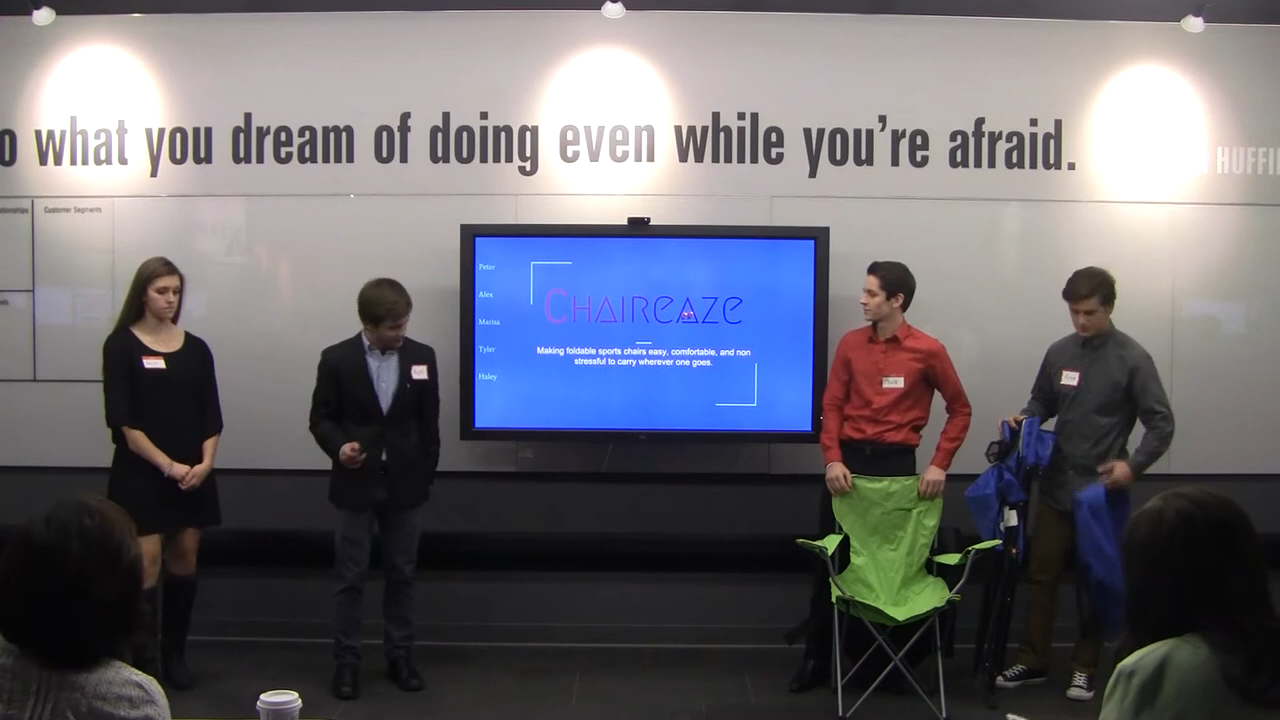 o what you dream of doing even while you're afraid.
HUFFI
Customer Segments
Peter
Alex
Marisa
Tyler
Haley
CHAIREAZE
Making foldable sports chairs easy, comfortable, and non
stressful to carry wherever one goes.